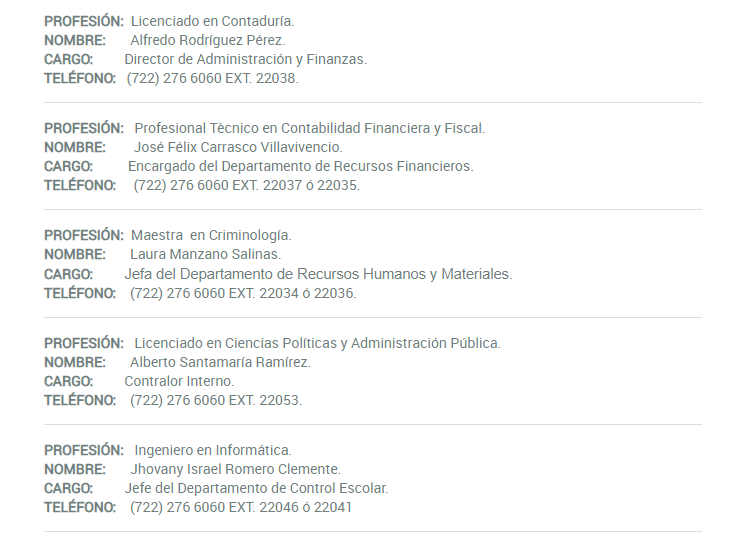 PROFESIÓN: Licenciado en Contaduría.
NOMBRE: Alfredo Rodríguez Pérez.
CARGO: Director de Administración y Finanzas.
TELÉFONO: (722) 276 6060 EXT. 22038.
PROFESIÓN: Profesional Tècnico en Contabilidad Financiera y Fiscal.
NOMBRE: José Félix Carrasco Villavivencio.
CARGO: Encargado del Departamento de Recursos Financieros.
TELÉFONO: (722) 276 6060 EXT. 22037 ó 22035.
PROFESIÓN: Maestra en Criminología.
NOMBRE: Laura Manzano Salinas.
CARGO: Jefa del Departamento de Recursos Humanos y Materiales.
TELÉFONO: (722) 276 6060 EXT. 22034 ó 22036.
PROFESIÓN: Licenciado en Ciencias Políticas y Administración Pública.
NOMBRE: Alberto Santamaría Ramírez.
CARGO: Contralor Interno.
TELÉFONO: (722) 276 6060 EXT. 22053.
PROFESIÓN: Ingeniero en Informática.
NOMBRE: Jhovany Israel Romero Clemente.
CARGO: Jefe del Departamento de Control Escolar.
TELÉFONO: (722) 276 6060 EXT. 22046 ó 22041